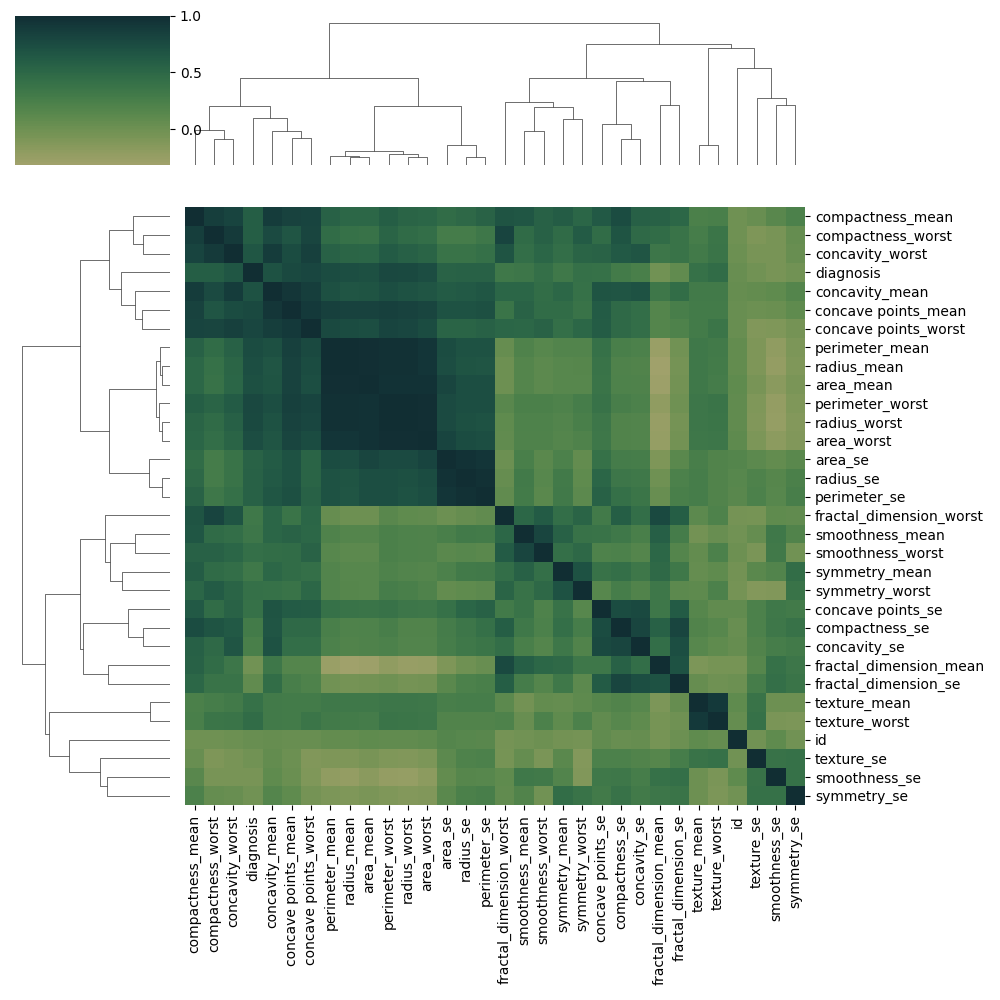 1.0
0.5
0.0
compactness_mean
compactness_worst
concavity_worst
diagnosis
concavity_mean
concave points_mean
concave points_worst
perimeter_mean
radius_mean
area_mean
perimeter_worst
radius_worst
area_worst
area_se
radius_se
perimeter_se
fractal_dimension_worst
smoothness_mean
smoothness_worst
symmetry_mean
symmetry_worst
concave points_se
compactness_se
concavity_se
fractal_dimension_mean
fractal_dimension_se
texture_mean
texture_worst
id
texture_se
smoothness_se
symmetry_se
compactness_mean
compactness_worst
concavity_worst
diagnosis
concavity_mean
concave points_mean
concave points_worst
perimeter_mean
radius_mean
area_mean
perimeter_worst
radius_worst
area_worst
area_se
radius_se
perimeter_se
fractal_dimension_worst
smoothness_mean
smoothness_worst
symmetry_mean
symmetry_worst
concave points_se
compactness_se
concavity_se
fractal_dimension_mean
fractal_dimension_se
texture_mean
texture_worst
id
texture_se
smoothness_se
symmetry_se